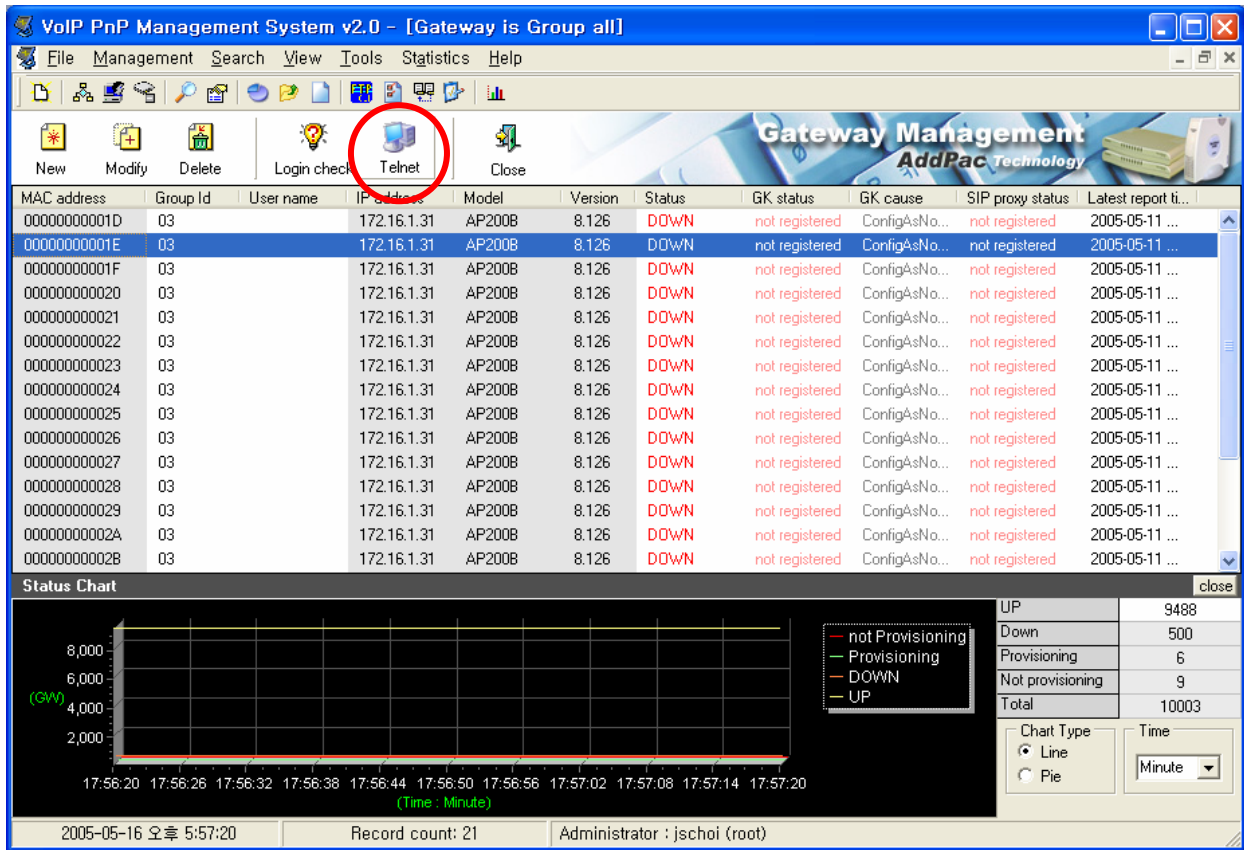 VoIP PnP Management System v2.0 - [Gateway is Group all]
File Management Search View Tools Statistics Help
New Modify Delete Login check Telnet Close
Gateway Management
AddPac Technology
MAC address Group Id User name IP address Model Version Status GK status GK cause SIP proxy status Latest report ti...
00000000001D 03 172.16.1.31 AP200B 8.126 DOWN not registered ConfigAsNo... not registered 2005-05-11 ...
00000000001E 03 172.16.1.31 AP200B 8.126 DOWN not registered ConfigAsNo... not registered 2005-05-11 ...
00000000001F 03 172.16.1.31 AP200B 8.126 DOWN not registered ConfigAsNo... not registered 2005-05-11 ...
000000000020 03 172.16.1.31 AP200B 8.126 DOWN not registered ConfigAsNo... not registered 2005-05-11 ...
000000000021 03 172.16.1.31 AP200B 8.126 DOWN not registered ConfigAsNo... not registered 2005-05-11 ...
000000000022 03 172.16.1.31 AP200B 8.126 DOWN not registered ConfigAsNo... not registered 2005-05-11 ...
000000000023 03 172.16.1.31 AP200B 8.126 DOWN not registered ConfigAsNo... not registered 2005-05-11 ...
000000000024 03 172.16.1.31 AP200B 8.126 DOWN not registered ConfigAsNo... not registered 2005-05-11 ...
000000000025 03 172.16.1.31 AP200B 8.126 DOWN not registered ConfigAsNo... not registered 2005-05-11 ...
000000000026 03 172.16.1.31 AP200B 8.126 DOWN not registered ConfigAsNo... not registered 2005-05-11 ...
000000000027 03 172.16.1.31 AP200B 8.126 DOWN not registered ConfigAsNo... not registered 2005-05-11 ...
000000000028 03 172.16.1.31 AP200B 8.126 DOWN not registered ConfigAsNo... not registered 2005-05-11 ...
000000000029 03 172.16.1.31 AP200B 8.126 DOWN not registered ConfigAsNo... not registered 2005-05-11 ...
00000000002A 03 172.16.1.31 AP200B 8.126 DOWN not registered ConfigAsNo... not registered 2005-05-11 ...
00000000002B 03 172.16.1.31 AP200B 8.126 DOWN not registered ConfigAsNo... not registered 2005-05-11 ...
Status Chart close
8,000
6,000
(GW)
4,000
2,000
17:56:20 17:56:26 17:56:32 17:56:38 17:56:44 17:56:50 17:56:56 17:57:02 17:57:08 17:57:14 17:57:20
(Time : Minute)
not Provisioning
Provisioning
DOWN
UP
UP 9488
Down 500
Provisioning 6
Not provisioning 9
Total 10003
Chart Type
Line
Pie
Time
Minute
2005-05-16 오후 5:57:20 Record count: 21 Administrator : jschoi (root)